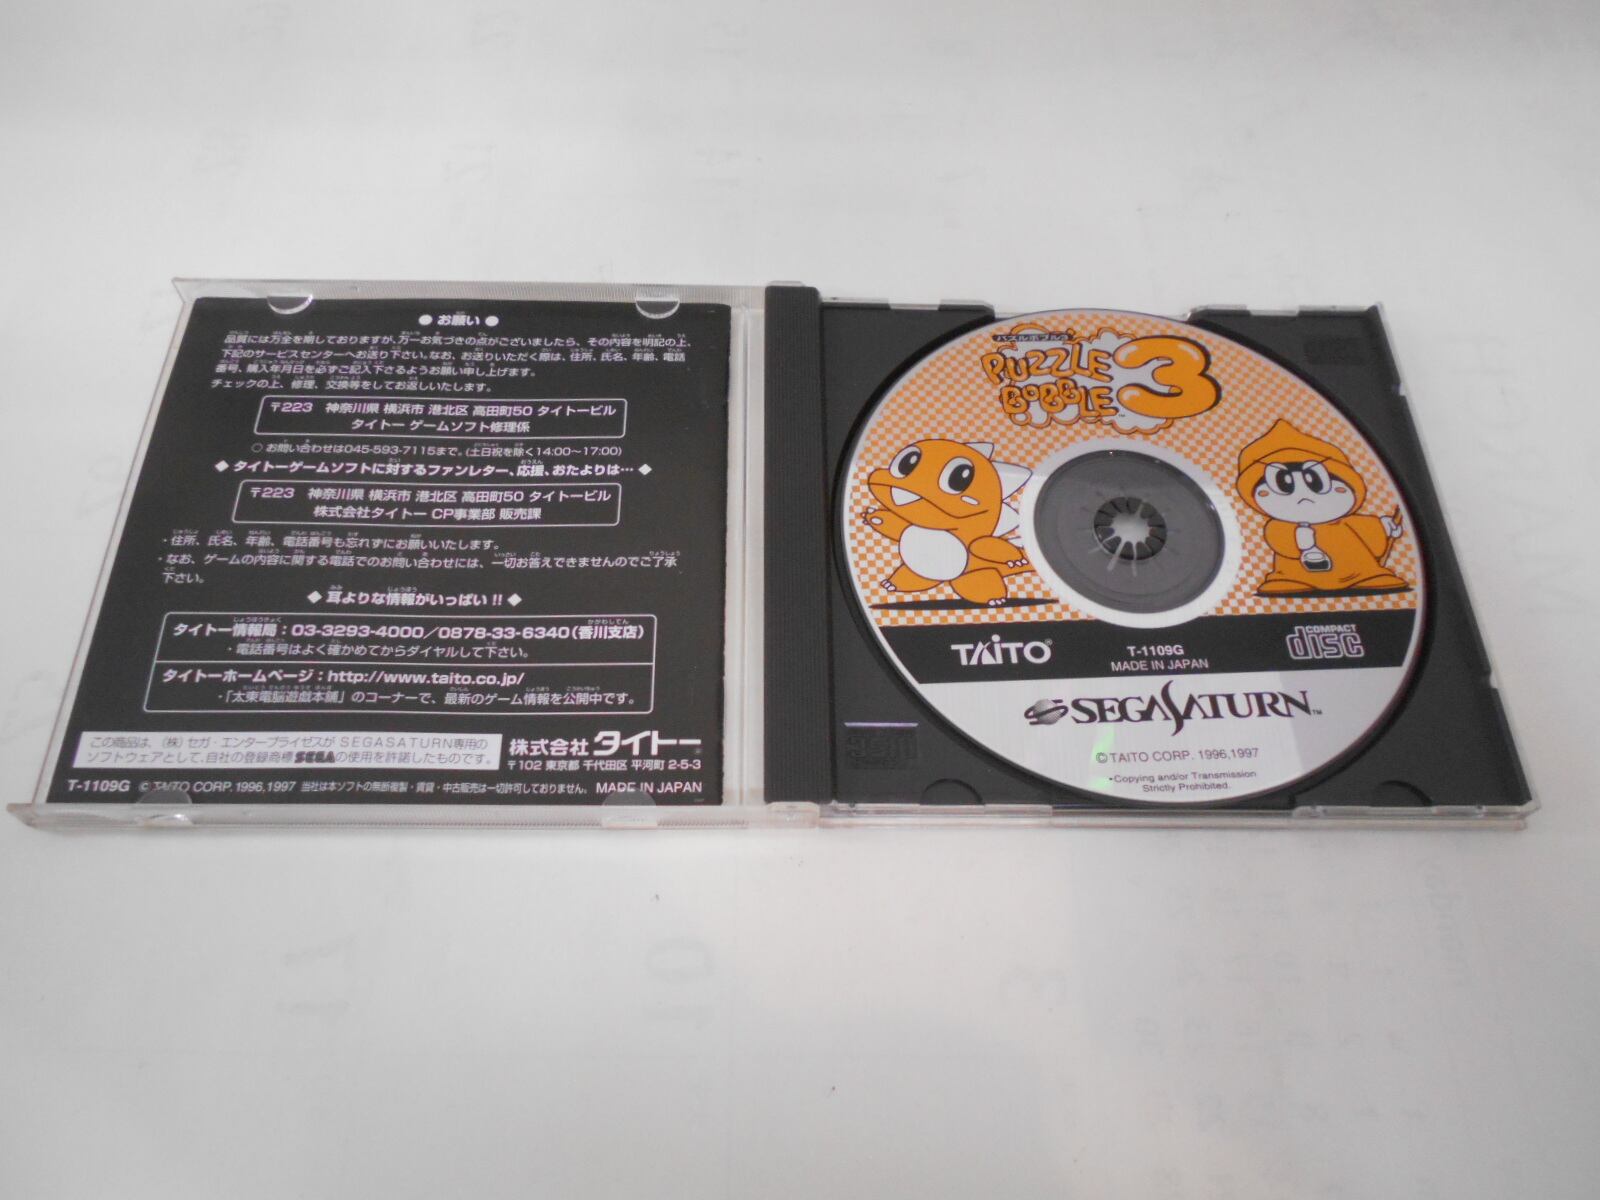 ● お願い ●
品質には万全を期しておりますが、万一お気づきの点がございましたら、その内容を明記の上、
下記のサービスセンターへお送り下さい。なお、お送りいただく際は、住所、氏名、年齢、電話
番号、購入年月日を必ずご記入下さるようお願い申し上げます。
チェックの上、修理、交換等をしてお返しいたします。
〒223 神奈川県 横浜市 港北区 高田町50 タイトービル
タイトー ゲームソフト修理係
○ お問い合わせは045-593-7115まで。(土日祝を除く14:00〜17:00)
◆ タイトーゲームソフトに対するファンレター、応援、おたよりは… ◆
〒223 神奈川県 横浜市 港北区 高田町50 タイトービル
株式会社タイトー CP事業部 販売課
・住所、氏名、年齢、電話番号も忘れずにお願いいたします。
・なお、ゲームの内容に関する電話でのお問い合わせには、一切お答えできませんのでご了承
下さい。
◆ 耳よりな情報がいっぱい!! ◆
タイトー情報局：03-3293-4000／0878-33-6340(香川支店)
・電話番号はよく確かめてからダイヤルして下さい。
タイトーホームページ：http://www.taito.co.jp/
・「太東電脳遊戯本舗」のコーナーで、最新のゲーム情報を公開中です。
この商品は、(株)セガ・エンタープライゼスがSEGASATURN専用の
ソフトウェアとして、自社の登録商標SEGAの使用を許諾したものです。
株式会社 タイトー
〒102 東京都 千代田区 平河町 2-5-3
T-1109G © TAITO CORP. 1996,1997 当社は本ソフトの無断複製・賃貸・中古販売は一切許可しておりません。 MADE IN JAPAN
パズルボブル3
PUZZLE
BOBBLE 3™
TAITO®
T-1109G
MADE IN JAPAN
COMPACT
disc
SEGASATURN™
© TAITO CORP. 1996,1997
•Copying and/or Transmission
Strictly Prohibited.